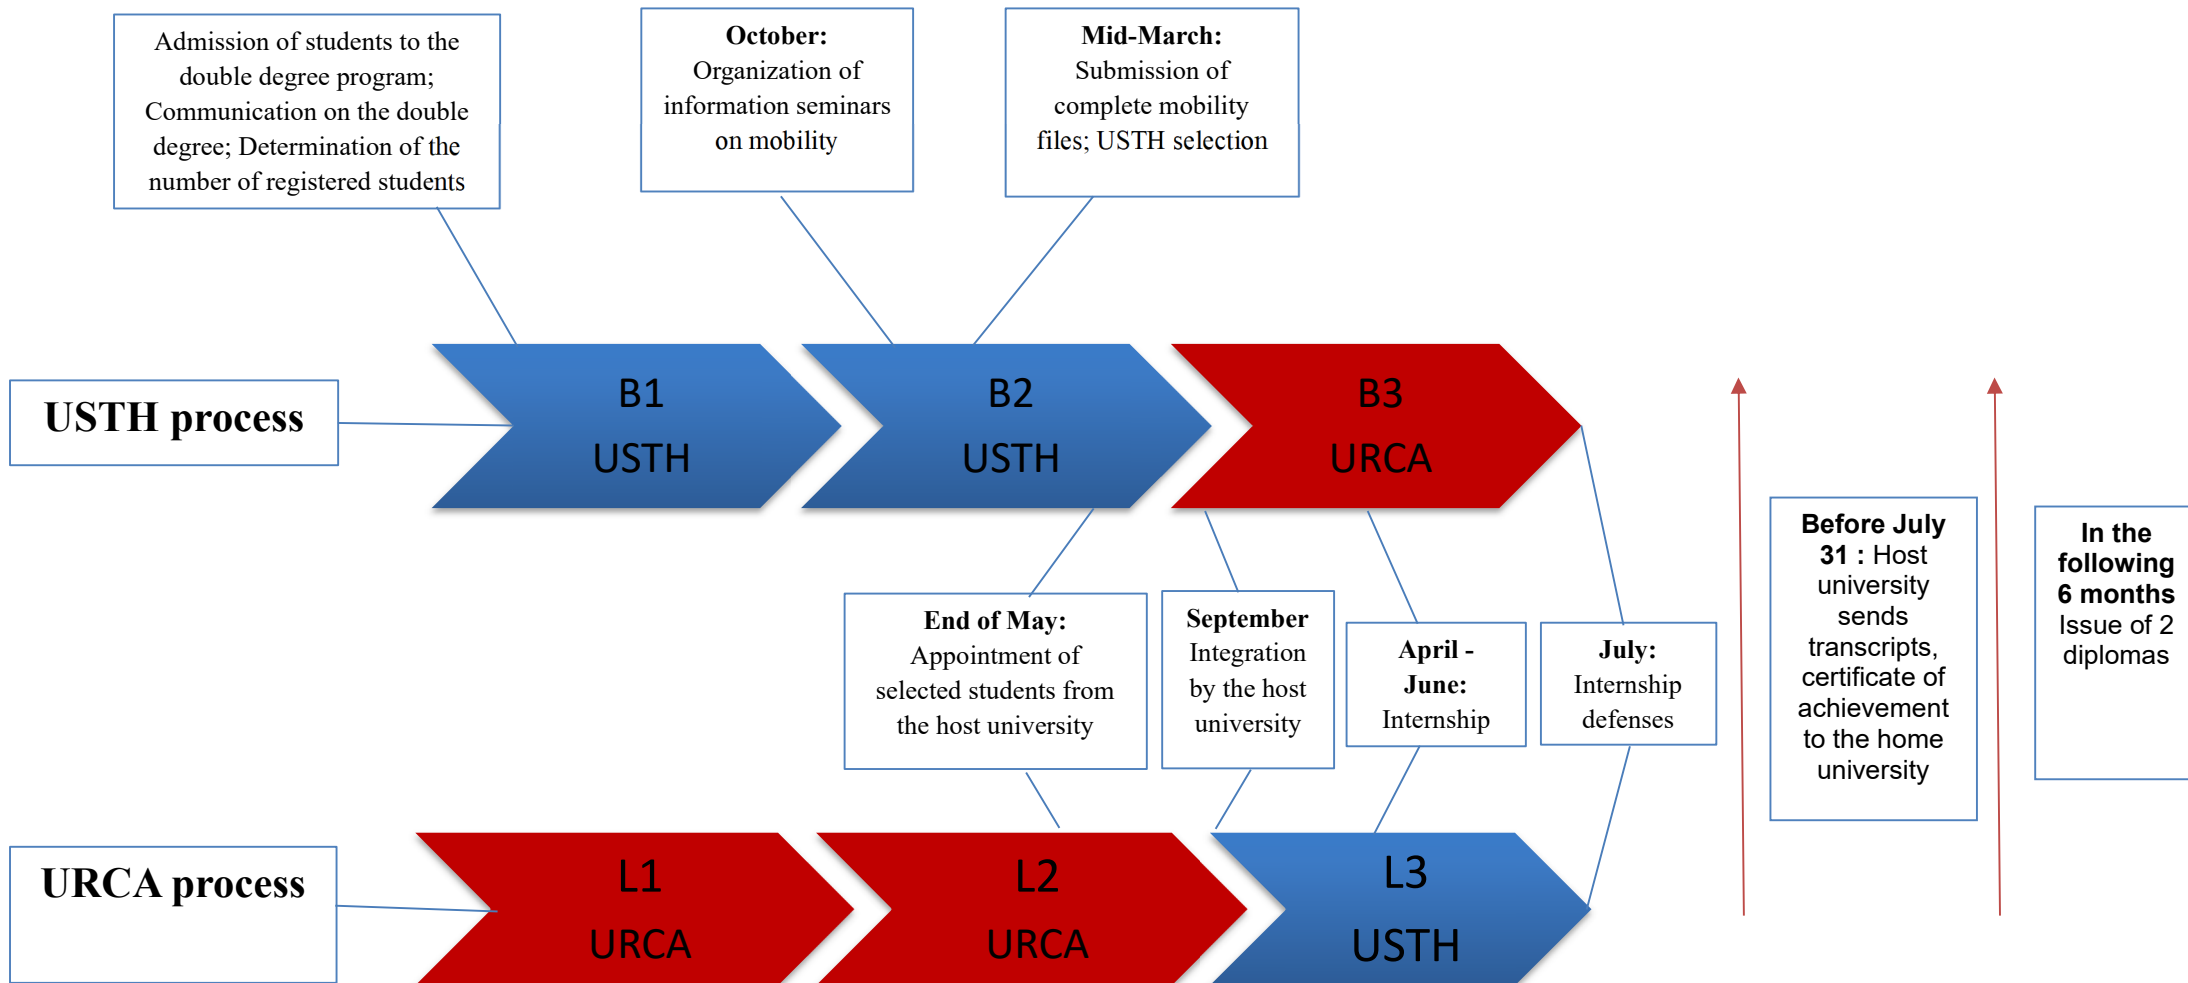 Admission of students to the
double degree program;
Communication on the double
degree; Determination of the
number of registered students
October:
Organization of
information seminars
on mobility
Mid-March:
Submission of
complete mobility
files; USTH selection
USTH process
B1
USTH
B2
USTH
B3
URCA
End of May:
Appointment of
selected students from
the host university
September
Integration
by the host
university
April -
June:
Internship
July:
Internship
defenses
Before July
31 : Host
university
sends
transcripts,
certificate of
achievement
to the home
university
In the
following
6 months
Issue of 2
diplomas
URCA process
L1
URCA
L2
URCA
L3
USTH